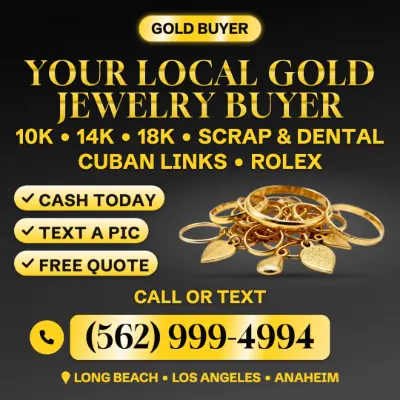 GOLD BUYER
YOUR LOCAL GOLD
JEWELRY BUYER
10K • 14K • 18K • SCRAP & DENTAL
CUBAN LINKS • ROLEX
CASH TODAY
TEXT A PIC
FREE QUOTE
CALL OR TEXT
(562) 999-4994
LONG BEACH • LOS ANGELES • ANAHEIM